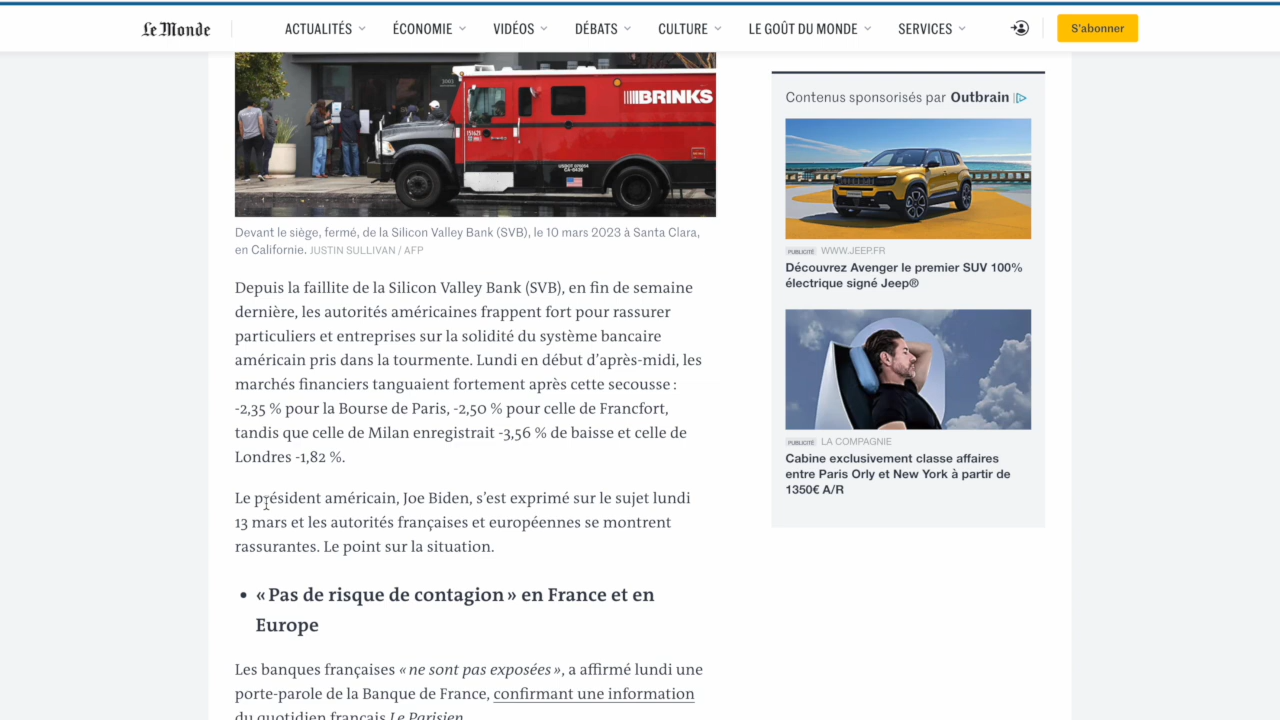 Le Monde
ACTUALITÉS
ÉCONOMIE
VIDÉOS
DÉBATS
CULTURE
LE GOÛT DU MONDE
SERVICES
S'abonner
BRINKS
Devant le siège, fermé, de la Silicon Valley Bank (SVB), le 10 mars 2023 à Santa Clara,
en Californie. JUSTIN SULLIVAN / AFP
Depuis la faillite de la Silicon Valley Bank (SVB), en fin de semaine
dernière, les autorités américaines frappent fort pour rassurer
particuliers et entreprises sur la solidité du système bancaire
américain pris dans la tourmente. Lundi en début d’après-midi, les
marchés financiers tanguaient fortement après cette secousse :
-2,35 % pour la Bourse de Paris, -2,50 % pour celle de Francfort,
tandis que celle de Milan enregistrait -3,56 % de baisse et celle de
Londres -1,82 %.
Le président américain, Joe Biden, s’est exprimé sur le sujet lundi
13 mars et les autorités françaises et européennes se montrent
rassurantes. Le point sur la situation.
• « Pas de risque de contagion » en France et en
Europe
Les banques françaises « ne sont pas exposées », a affirmé lundi une
porte-parole de la Banque de France, confirmant une information
du quotidien français Le Parisien.
Contenus sponsorisés par Outbrain
PUBLICITÉ WWW.JEEP.FR
Découvrez Avenger le premier SUV 100%
électrique signé Jeep®
PUBLICITÉ LA COMPAGNIE
Cabine exclusivement classe affaires
entre Paris Orly et New York à partir de
1350€ A/R